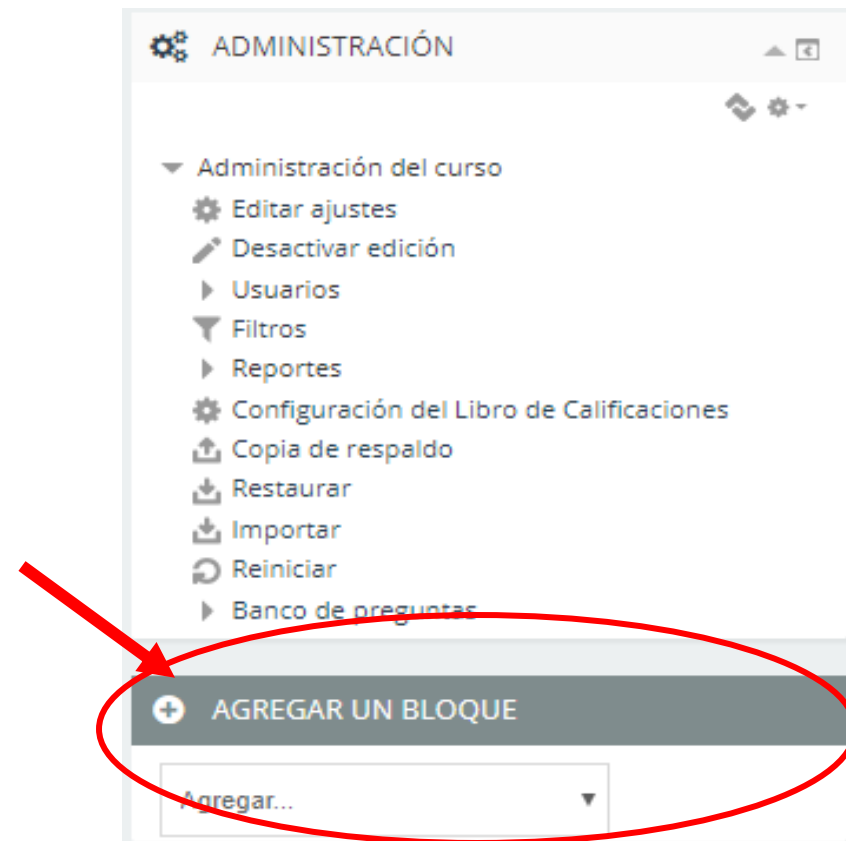 ADMINISTRACIÓN
Administración del curso
Editar ajustes
Desactivar edición
Usuarios
Filtros
Reportes
Configuración del Libro de Calificaciones
Copia de respaldo
Restaurar
Importar
Reiniciar
Banco de preguntas
AGREGAR UN BLOQUE
Agregar...